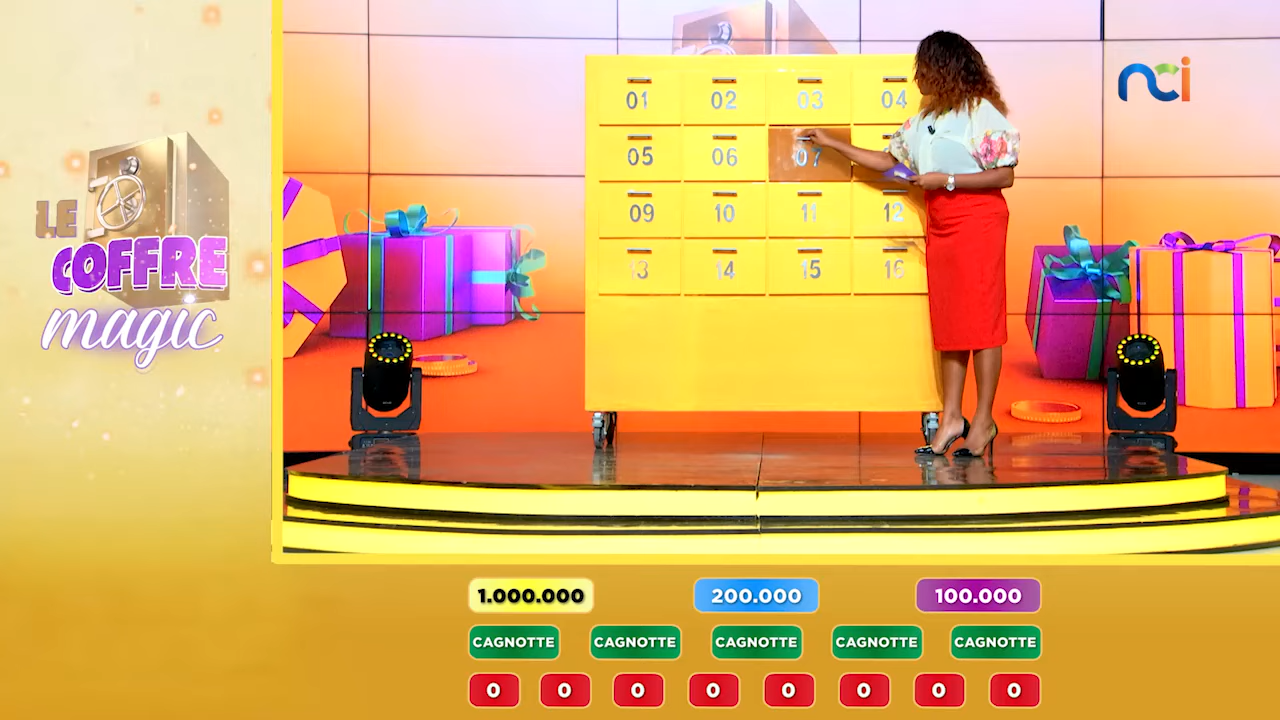 LE
COFFRE
magic
nci
01 02 03 04
05 06 07
09 10 11 12
13 14 15 16
1.000.000 200.000 100.000
CAGNOTTE CAGNOTTE CAGNOTTE CAGNOTTE CAGNOTTE
0 0 0 0 0 0 0 0